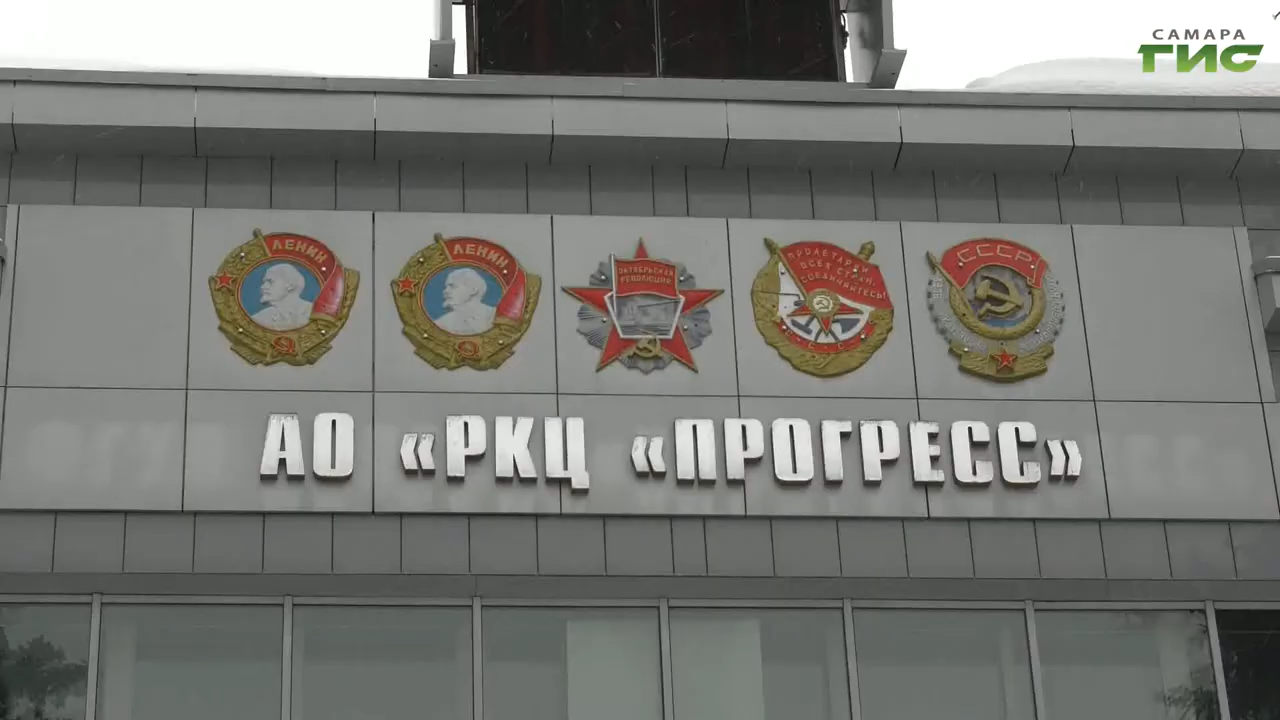 САМАРА
ГИС
ЛЕНИН
ЛЕНИН
ОКТЯБРЬСКАЯ
РЕВОЛЮЦИЯ
ПРОЛЕТАРИИ
ВСЕХ СТРАН,
СОЕДИНЯЙТЕСЬ!
СССР
АО «РКЦ «ПРОГРЕСС»